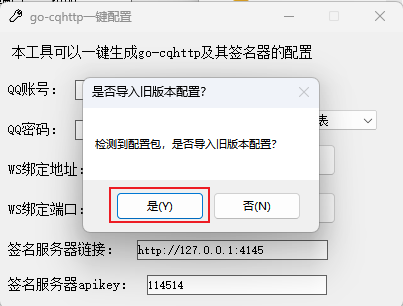 go-cqhttp一键配置
本工具可以一键生成go-cqhttp及其签名器的配置
QQ账号：
是否导入旧版本配置?
检测到配置包，是否导入旧版本配置?
表
QQ密码：
WS绑定地址：
WS绑定端口：
是(Y)
否(N)
签名服务器链接： http://127.0.0.1:4145
签名服务器apikey： 114514